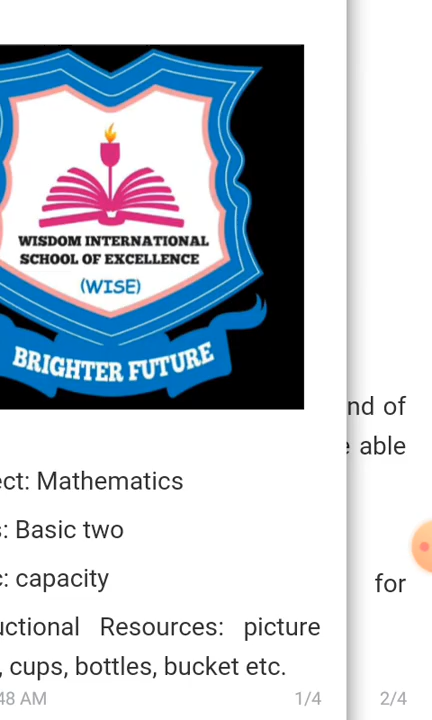 WISDOM INTERNATIONAL
SCHOOL OF EXCELLENCE
(WISE)
BRIGHTER FUTURE
ect: Mathematics
s: Basic two
c: capacity
uctional Resources: picture
, cups, bottles, bucket etc.
48 AM
1/4
nd of
e able
for
2/4